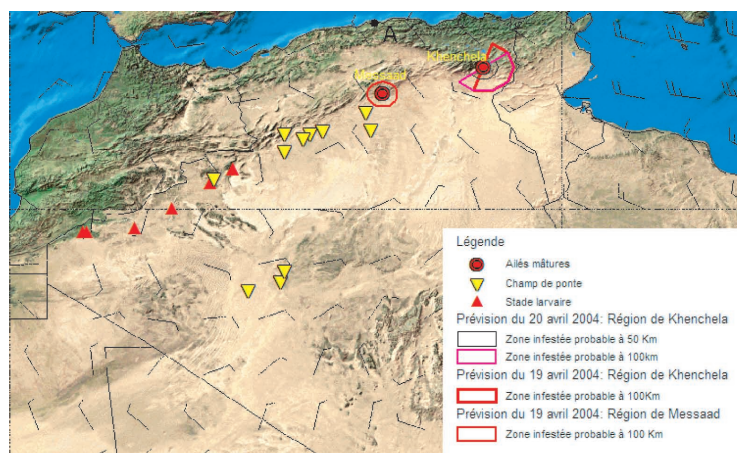 A
Khenchela
Messaad
Légende
Ailés mâtures
Champ de ponte
Stade larvaire
Prévision du 20 avril 2004: Région de Khenchela
Zone infestée probable à 50 Km
Zone infestée probable à 100km
Prévision du 19 avril 2004: Région de Khenchela
Zone infestée probable à 100Km
Prévision du 19 avril 2004: Région de Messaad
Zone infestée probable à 100 Km